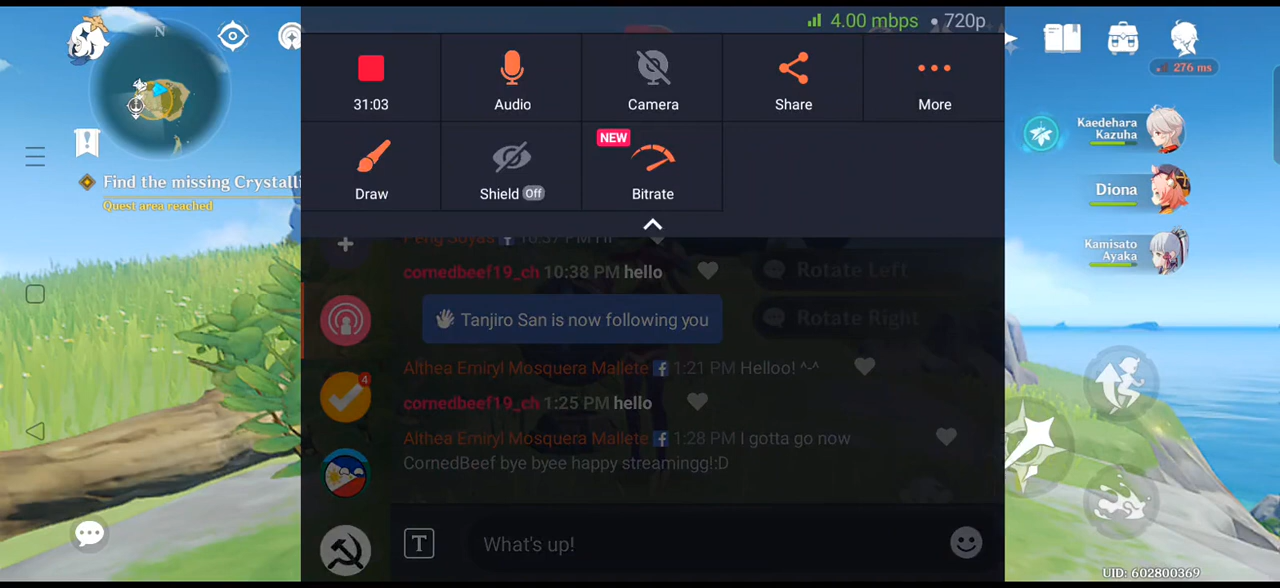 4.00 mbps • 720p
N
31:03
Audio
Camera
Share
More
276 ms
Kaedehara
Kazuha
NEW
Find the missing Crystalli
Quest area reached
Draw
Shield Off
Bitrate
Diona
Kamisato
Ayaka
10:37 PM Hi
cornedbeef19_ch 10:38 PM hello
Rotate Left
Tanjiro San is now following you
Rotate Right
Althea Emiryl Mosquera Mallete 1:21 PM Helloo! ^-^
4
cornedbeef19_ch 1:25 PM hello
Althea Emiryl Mosquera Mallete 1:28 PM I gotta go now
CornedBeef bye byee happy streamingg!:D
T
What's up!
UID: 602800369